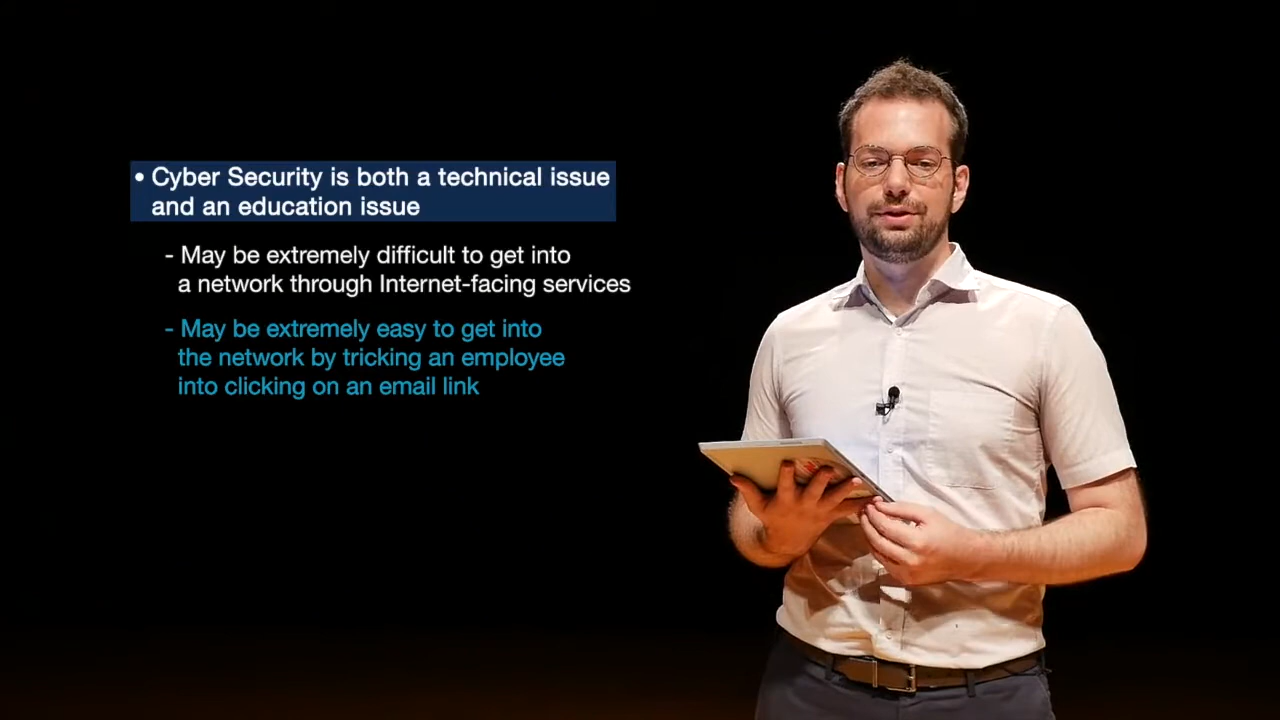 • Cyber Security is both a technical issue
and an education issue
- May be extremely difficult to get into
a network through Internet-facing services
- May be extremely easy to get into
the network by tricking an employee
into clicking on an email link